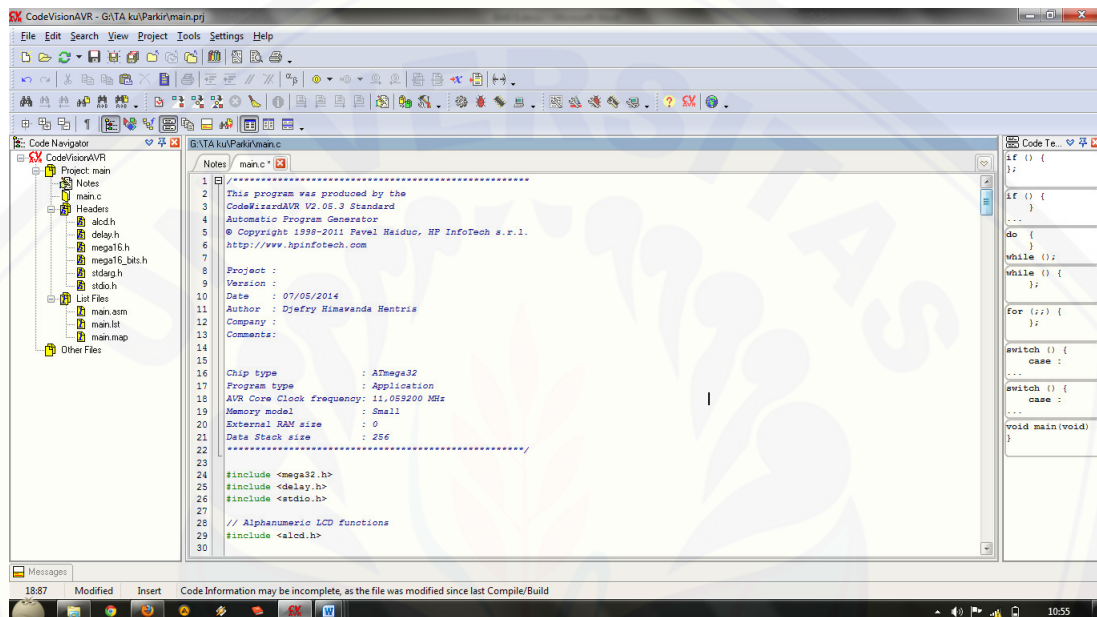 CodeVisionAVR - G:\TA ku\Parkir\main.prj
File Edit Search View Project Tools Settings Help
Code Navigator
CodeVisionAVR
Project: main
Notes
main.c
Headers
alcd.h
delay.h
mega16.h
mega16_bits.h
stdarg.h
stdio.h
List Files
main.asm
main.lst
main.map
Other Files
G:\TA ku\Parkir\main.c
Notes main.c *
1 /*******************************************************
2 This program was produced by the
3 CodeWizardAVR V2.05.3 Standard
4 Automatic Program Generator
5 © Copyright 1998-2011 Pavel Haiduc, HP InfoTech s.r.l.
6 http://www.hpinfotech.com
7
8 Project :
9 Version :
10 Date    : 07/05/2014
11 Author  : Djefry Himawanda Hentris
12 Company :
13 Comments:
14
15
16 Chip type               : ATmega32
17 Program type            : Application
18 AVR Core Clock frequency: 11,059200 MHz
19 Memory model            : Small
20 External RAM size       : 0
21 Data Stack size         : 256
22 *******************************************************/
23
24 #include <mega32.h>
25 #include <delay.h>
26 #include <stdio.h>
27
28 // Alphanumeric LCD functions
29 #include <alcd.h>
30
Code Te...
if () {
};
if () {
}
...
do {
}
while ();
while () {
};
for (;;) {
};
switch () {
case :
...
switch () {
case :
...
void main(void)
}
Messages
18:87 Modified Insert Code Information may be incomplete, as the file was modified since last Compile/Build
10:55
UNIVERSITAS